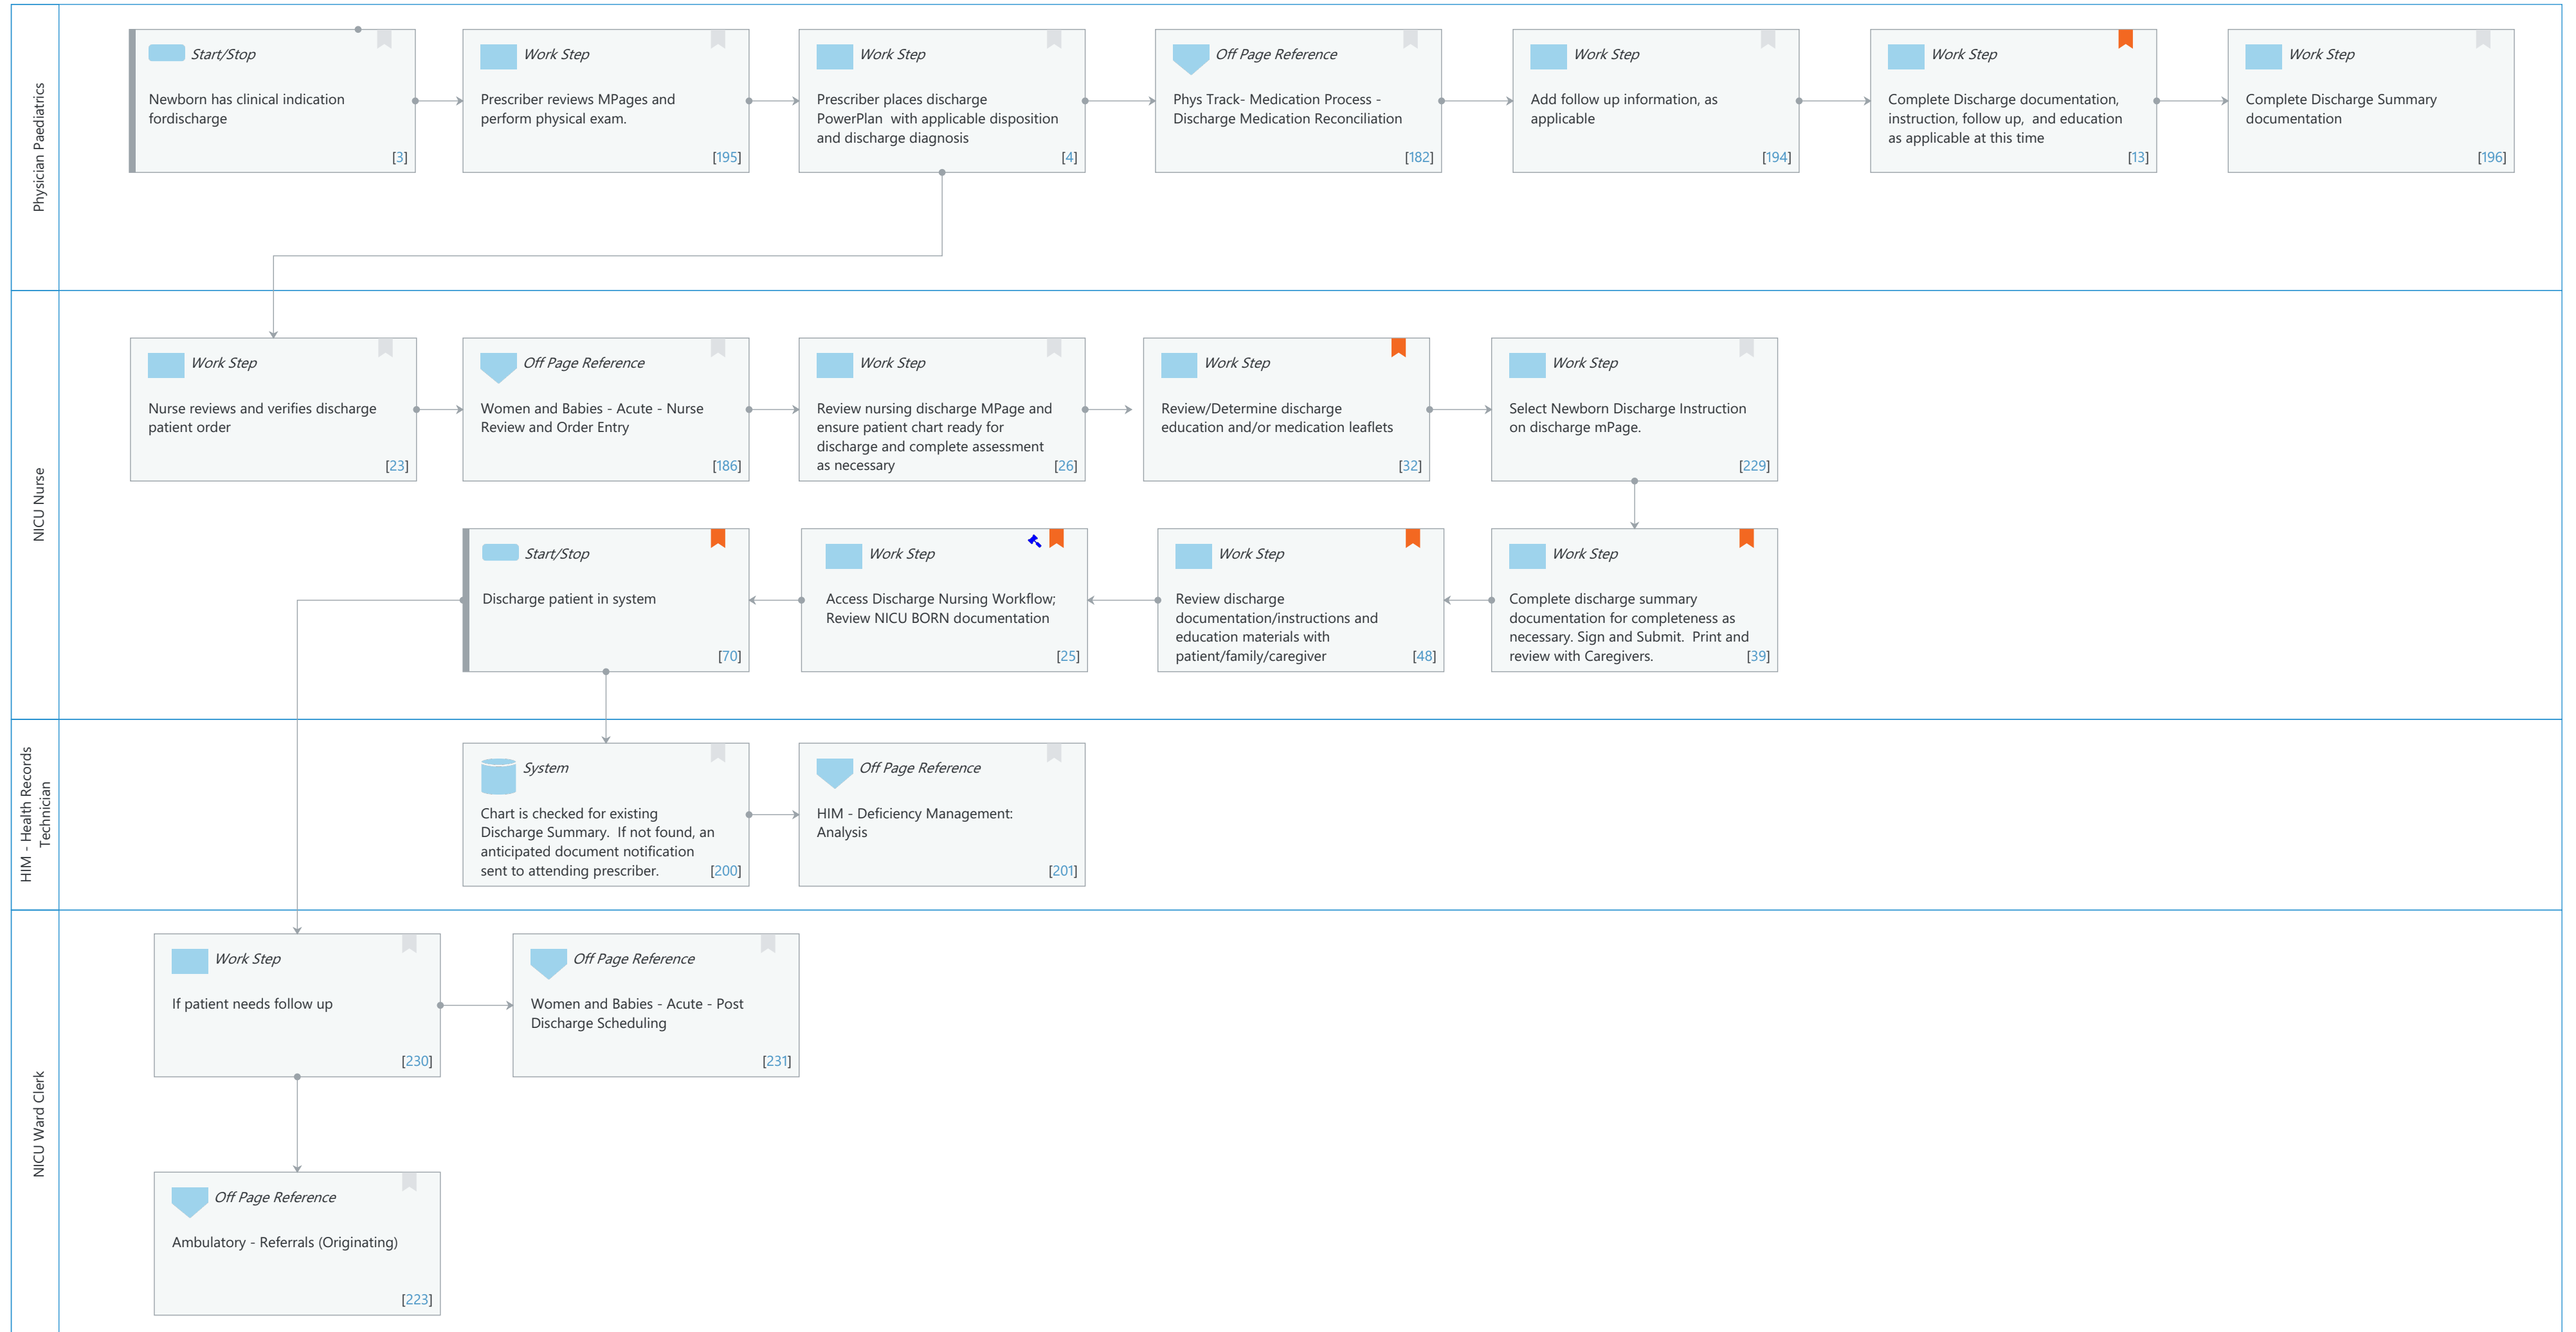 Physician Paediatrics
Start/Stop
Newborn has clinical indication
fordischarge
[3]
Work Step
Prescriber reviews MPages and
perform physical exam.
[195]
Work Step
Prescriber places discharge
PowerPlan  with applicable disposition
and discharge diagnosis
[4]
Off Page Reference
Phys Track- Medication Process -
Discharge Medication Reconciliation
[182]
Work Step
Add follow up information, as
applicable
[194]
Work Step
Complete Discharge documentation,
instruction, follow up,  and education
as applicable at this time
[13]
Work Step
Complete Discharge Summary
documentation
[196]
NICU Nurse
Work Step
Nurse reviews and verifies discharge
patient order
[23]
Off Page Reference
Women and Babies - Acute - Nurse
Review and Order Entry
[186]
Work Step
Review nursing discharge MPage and
ensure patient chart ready for
discharge and complete assessment
as necessary
[26]
Work Step
Review/Determine discharge
education and/or medication leaflets
[32]
Work Step
Select Newborn Discharge Instruction
on discharge mPage.
[229]
Start/Stop
Discharge patient in system
[70]
Work Step
Access Discharge Nursing Workflow;
Review NICU BORN documentation
[25]
Work Step
Review discharge
documentation/instructions and
education materials with
patient/family/caregiver
[48]
Work Step
Complete discharge summary
documentation for completeness as
necessary. Sign and Submit.  Print and
review with Caregivers.
[39]
HIM - Health Records
Technician
System
Chart is checked for existing
Discharge Summary.  If not found, an
anticipated document notification
sent to attending prescriber.
[200]
Off Page Reference
HIM - Deficiency Management:
Analysis
[201]
NICU Ward Clerk
Work Step
If patient needs follow up
[230]
Off Page Reference
Women and Babies - Acute - Post
Discharge Scheduling
[231]
Off Page Reference
Ambulatory - Referrals (Originating)
[223]